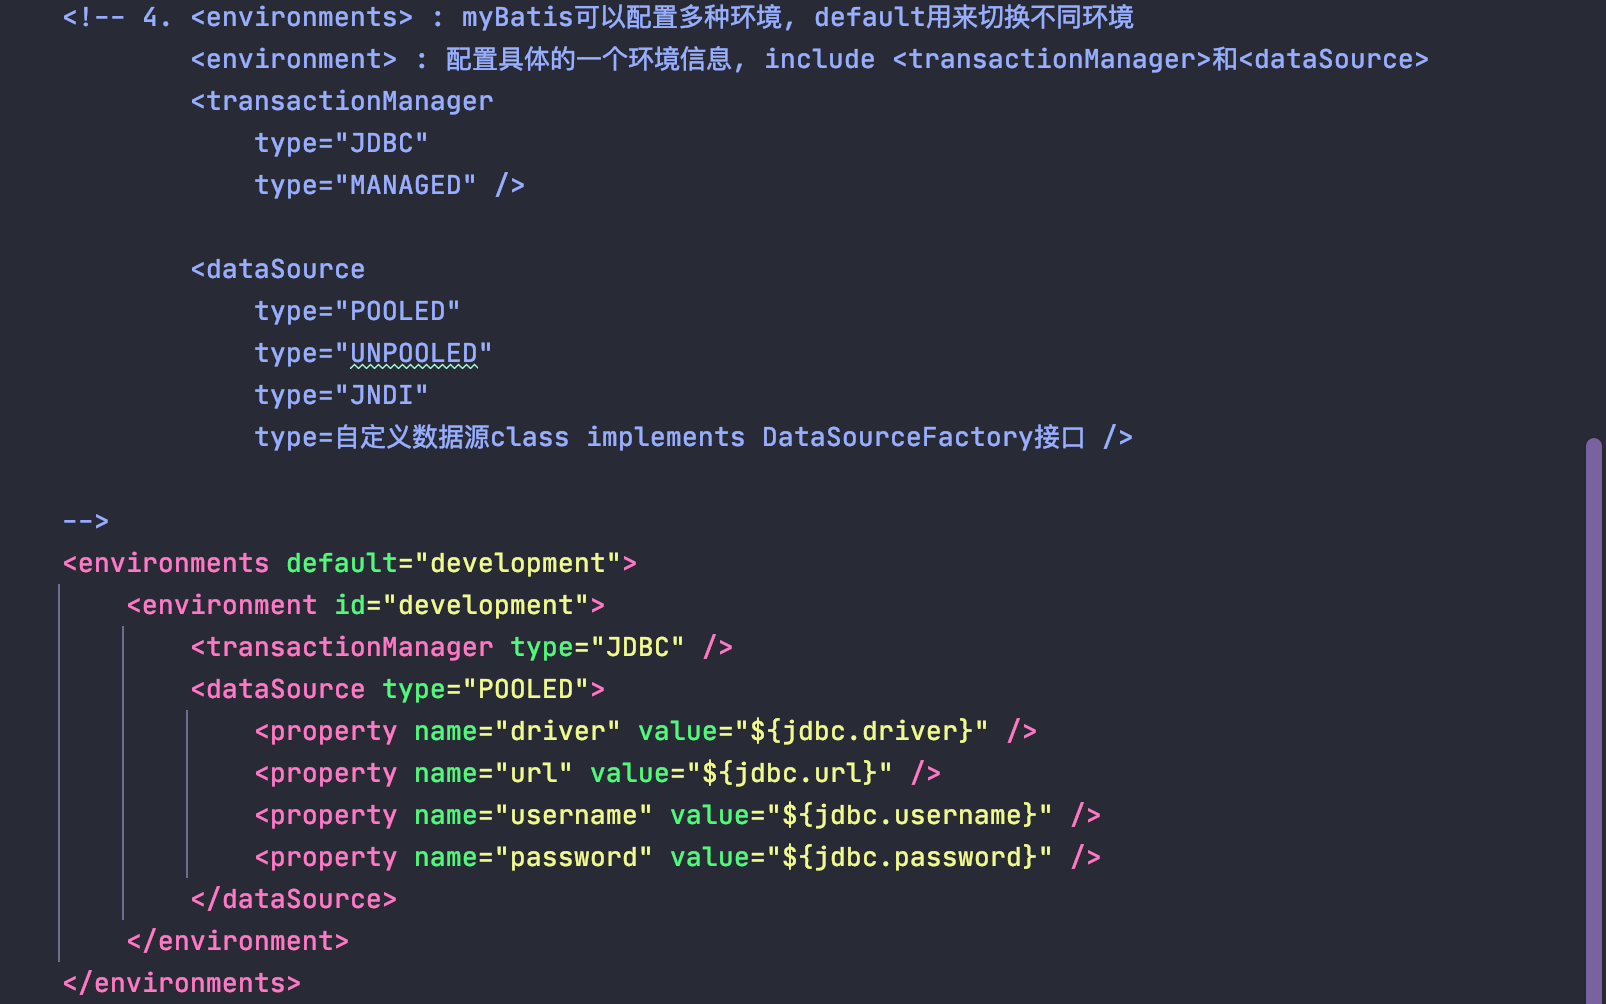 <!-- 4. <environments> : myBatis可以配置多种环境, default用来切换不同环境
<environment> : 配置具体的一个环境信息, include <transactionManager>和<dataSource>
<transactionManager
type="JDBC"
type="MANAGED" />
<dataSource
type="POOLED"
type="UNPOOLED"
type="JNDI"
type=自定义数据源class implements DataSourceFactory接口 />
-->
<environments default="development">
<environment id="development">
<transactionManager type="JDBC" />
<dataSource type="POOLED">
<property name="driver" value="${jdbc.driver}" />
<property name="url" value="${jdbc.url}" />
<property name="username" value="${jdbc.username}" />
<property name="password" value="${jdbc.password}" />
</dataSource>
</environment>
</environments>